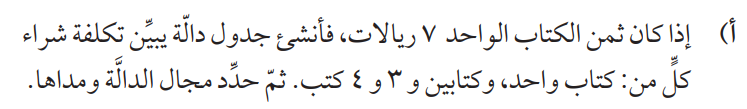 أ) إذا كان ثمن الكتاب الواحد ٧ ريالات، فأنشئ جدول دالّة يبيِّن تكلفة شراء
كلٍّ من: كتاب واحد، وكتابين و ٣ و ٤ كتب. ثمّ حدِّد مجال الدالَّة ومداها.